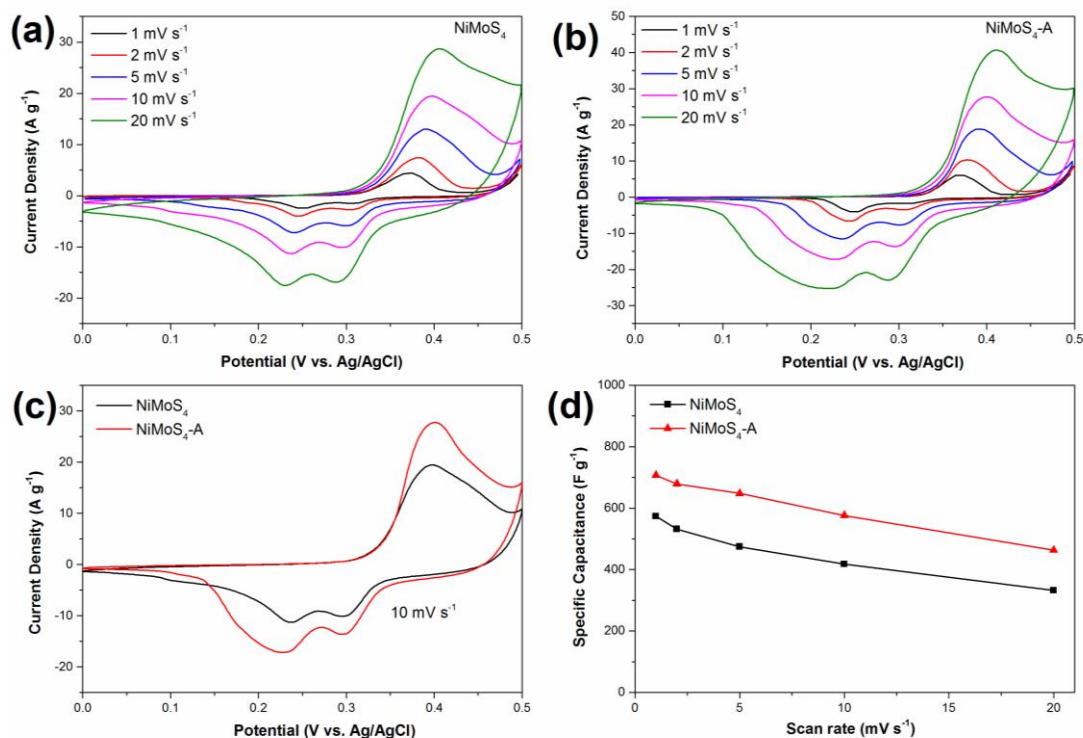 (a)
NiMoS₄
1 mV s⁻¹
2 mV s⁻¹
5 mV s⁻¹
10 mV s⁻¹
20 mV s⁻¹
30
20
10
0
-10
-20
Current Density (A g⁻¹)
0.0 0.1 0.2 0.3 0.4 0.5
Potential (V vs. Ag/AgCl)
(b)
NiMoS₄-A
1 mV s⁻¹
2 mV s⁻¹
5 mV s⁻¹
10 mV s⁻¹
20 mV s⁻¹
50
40
30
20
10
0
-10
-20
-30
Current Density (A g⁻¹)
0.0 0.1 0.2 0.3 0.4 0.5
Potential (V vs. Ag/AgCl)
(c)
NiMoS₄
NiMoS₄-A
30
20
10
0
-10
-20
Current Density (A g⁻¹)
10 mV s⁻¹
0.0 0.1 0.2 0.3 0.4 0.5
Potential (V vs. Ag/AgCl)
(d)
NiMoS₄
NiMoS₄-A
1000
800
600
400
200
0
Specific Capacitance (F g⁻¹)
0 5 10 15 20
Scan rate (mV s⁻¹)